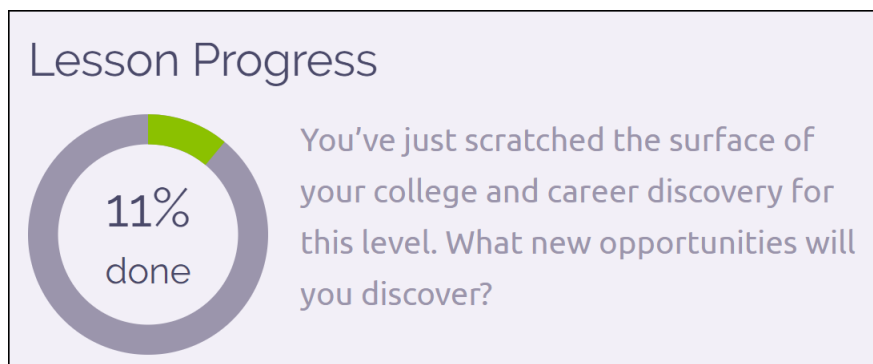 Lesson Progress
11%
done
You've just scratched the surface of
your college and career discovery for
this level. What new opportunities will
you discover?